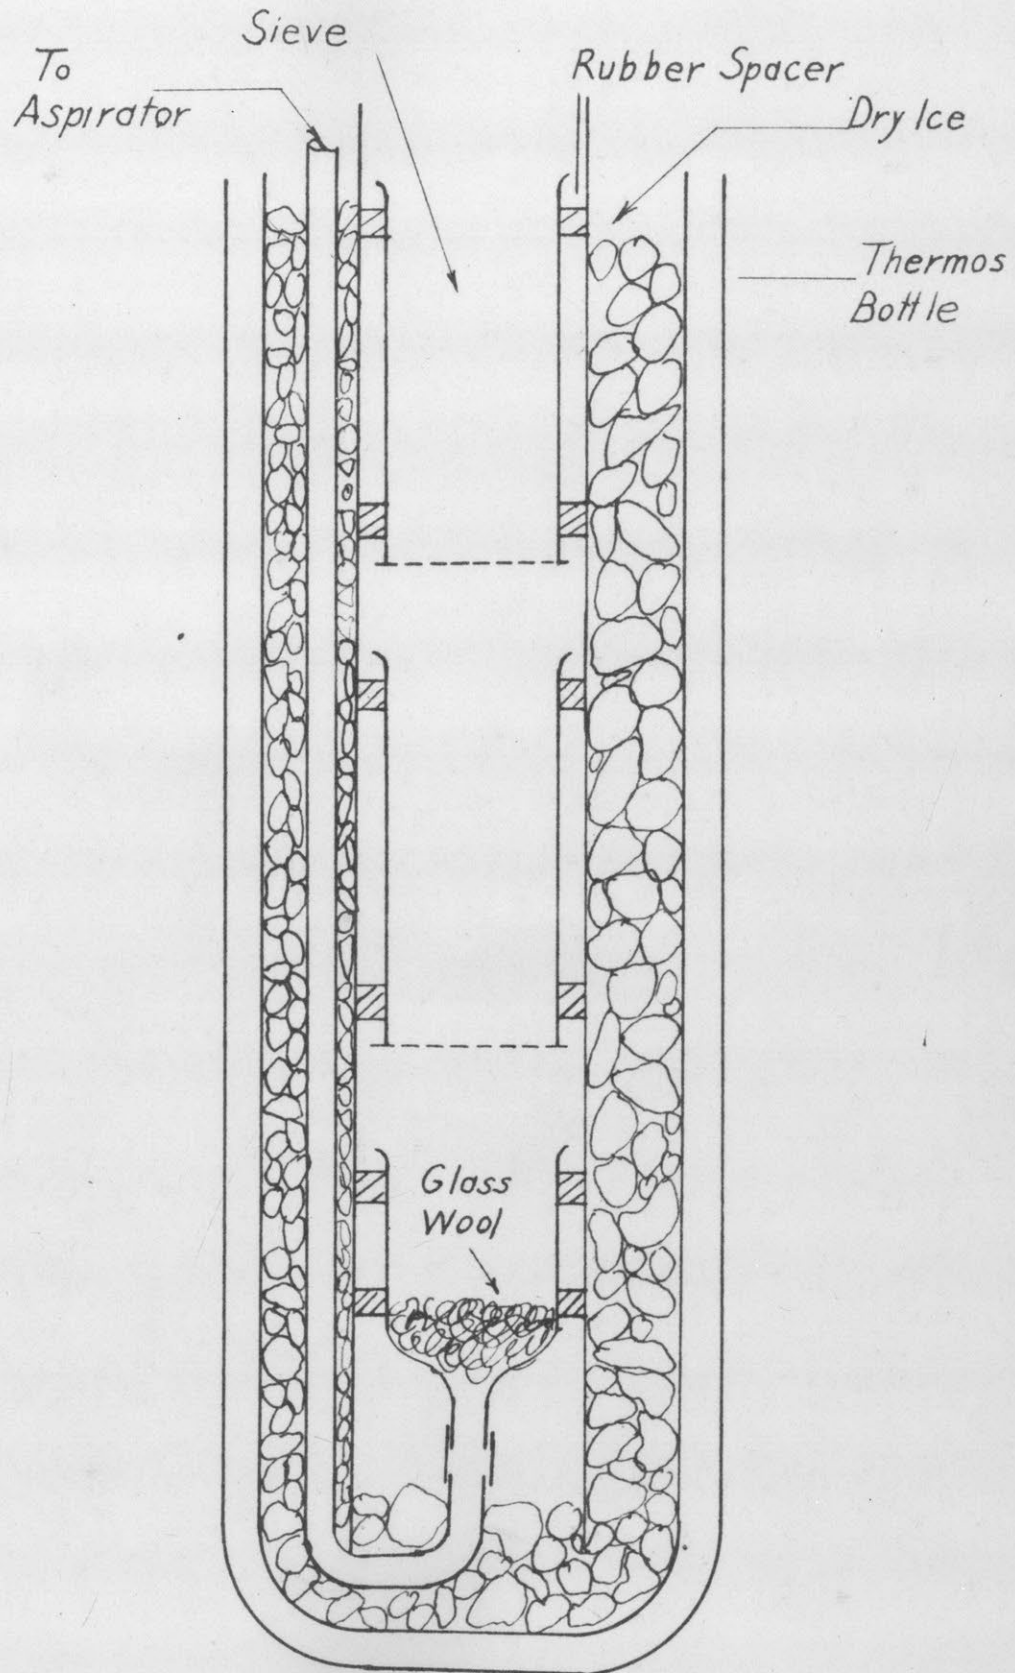 Sieve
To
Aspirator
Rubber Spacer
Dry Ice
Thermos
Bottle
Glass
Wool